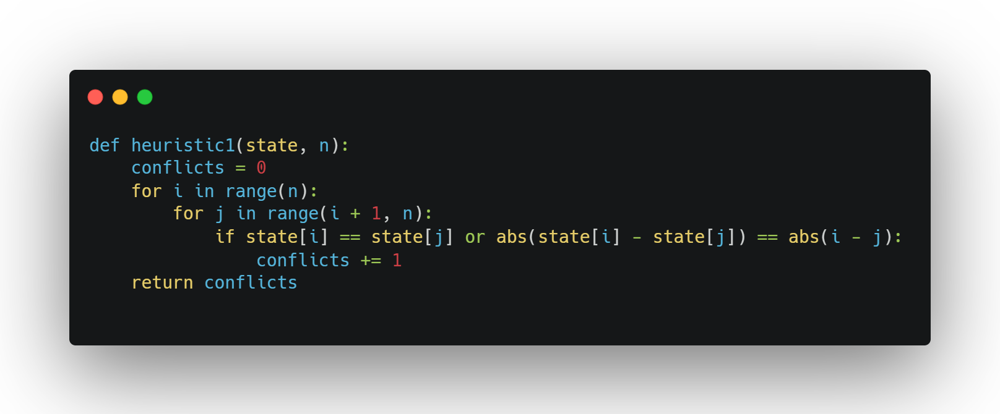 def heuristic1(state, n):
    conflicts = 0
    for i in range(n):
        for j in range(i + 1, n):
            if state[i] == state[j] or abs(state[i] - state[j]) == abs(i - j):
                conflicts += 1
    return conflicts